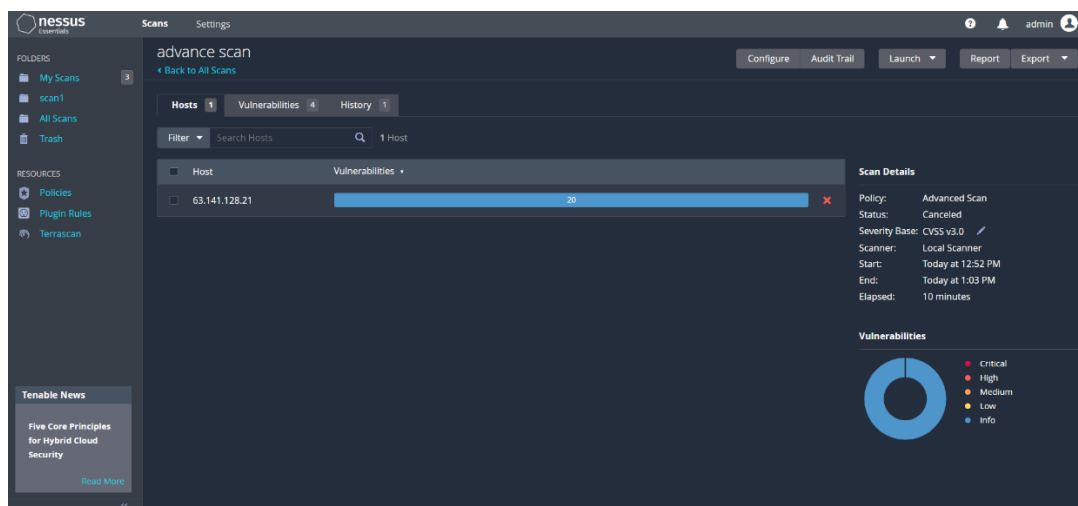 nessus
Essentials
Scans Settings
admin
FOLDERS
My Scans 3
scan1
All Scans
Trash
RESOURCES
Policies
Plugin Rules
Terrascan
Tenable News
Five Core Principles
for Hybrid Cloud
Security
Read More
advance scan
Back to All Scans
Configure Audit Trail Launch Report Export
Hosts 1 Vulnerabilities 4 History 1
Filter Search Hosts 1 Host
Host Vulnerabilities
63.141.128.21 20
Scan Details
Policy: Advanced Scan
Status: Canceled
Severity Base: CVSS v3.0
Scanner: Local Scanner
Start: Today at 12:52 PM
End: Today at 1:03 PM
Elapsed: 10 minutes
Vulnerabilities
Critical
High
Medium
Low
Info